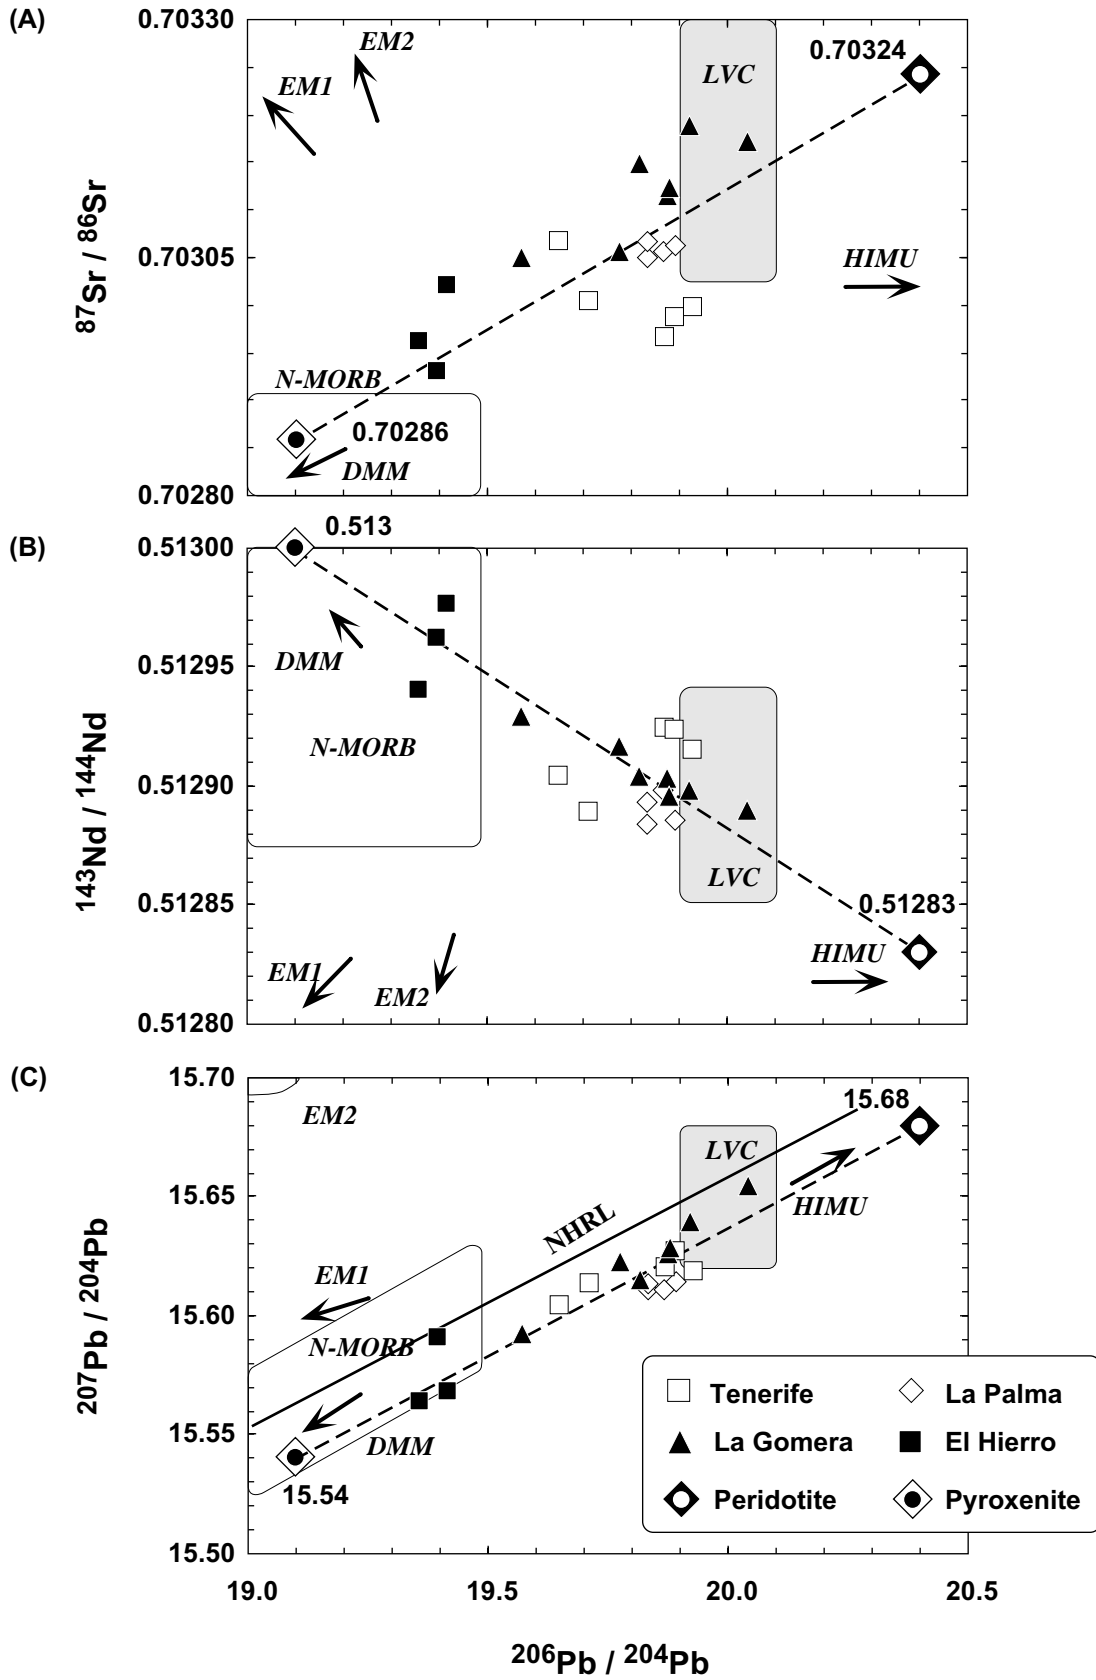 (A)
0.70330
EM2
EM1
LVC
0.70324
87Sr / 86Sr
0.70305
HIMU
N-MORB
0.70286
DMM
0.70280
(B)
0.513
0.51300
DMM
0.51295
N-MORB
143Nd / 144Nd
0.51290
LVC
0.51285
0.51283
EM1
EM2
HIMU
0.51280
(C)
15.70
EM2
15.68
LVC
15.65
HIMU
NHRL
207Pb / 204Pb
EM1
15.60
N-MORB
15.55
DMM
15.54
15.50
Tenerife
La Palma
La Gomera
El Hierro
Peridotite
Pyroxenite
19.0 19.5 20.0 20.5
206Pb / 204Pb